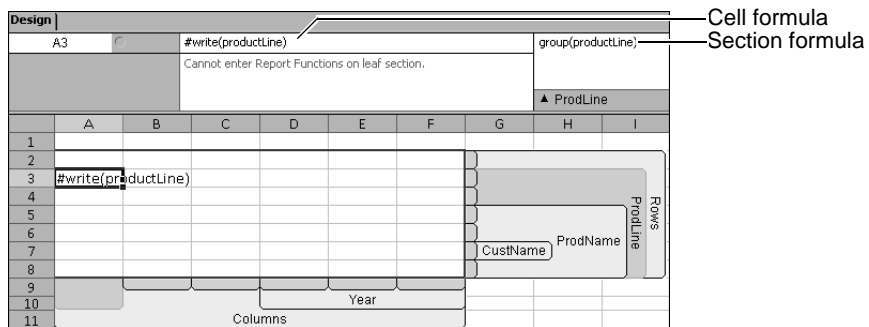 Design
A3 #write(productLine) group(productLine)
Cannot enter Report Functions on leaf section.
▲ ProdLine
Cell formula
Section formula
A B C D E F G H I
1
2
3 #write(productLine)
4
5
6
7
8
9
10
11
CustName
ProdName
ProdLine
Rows
Year
Columns